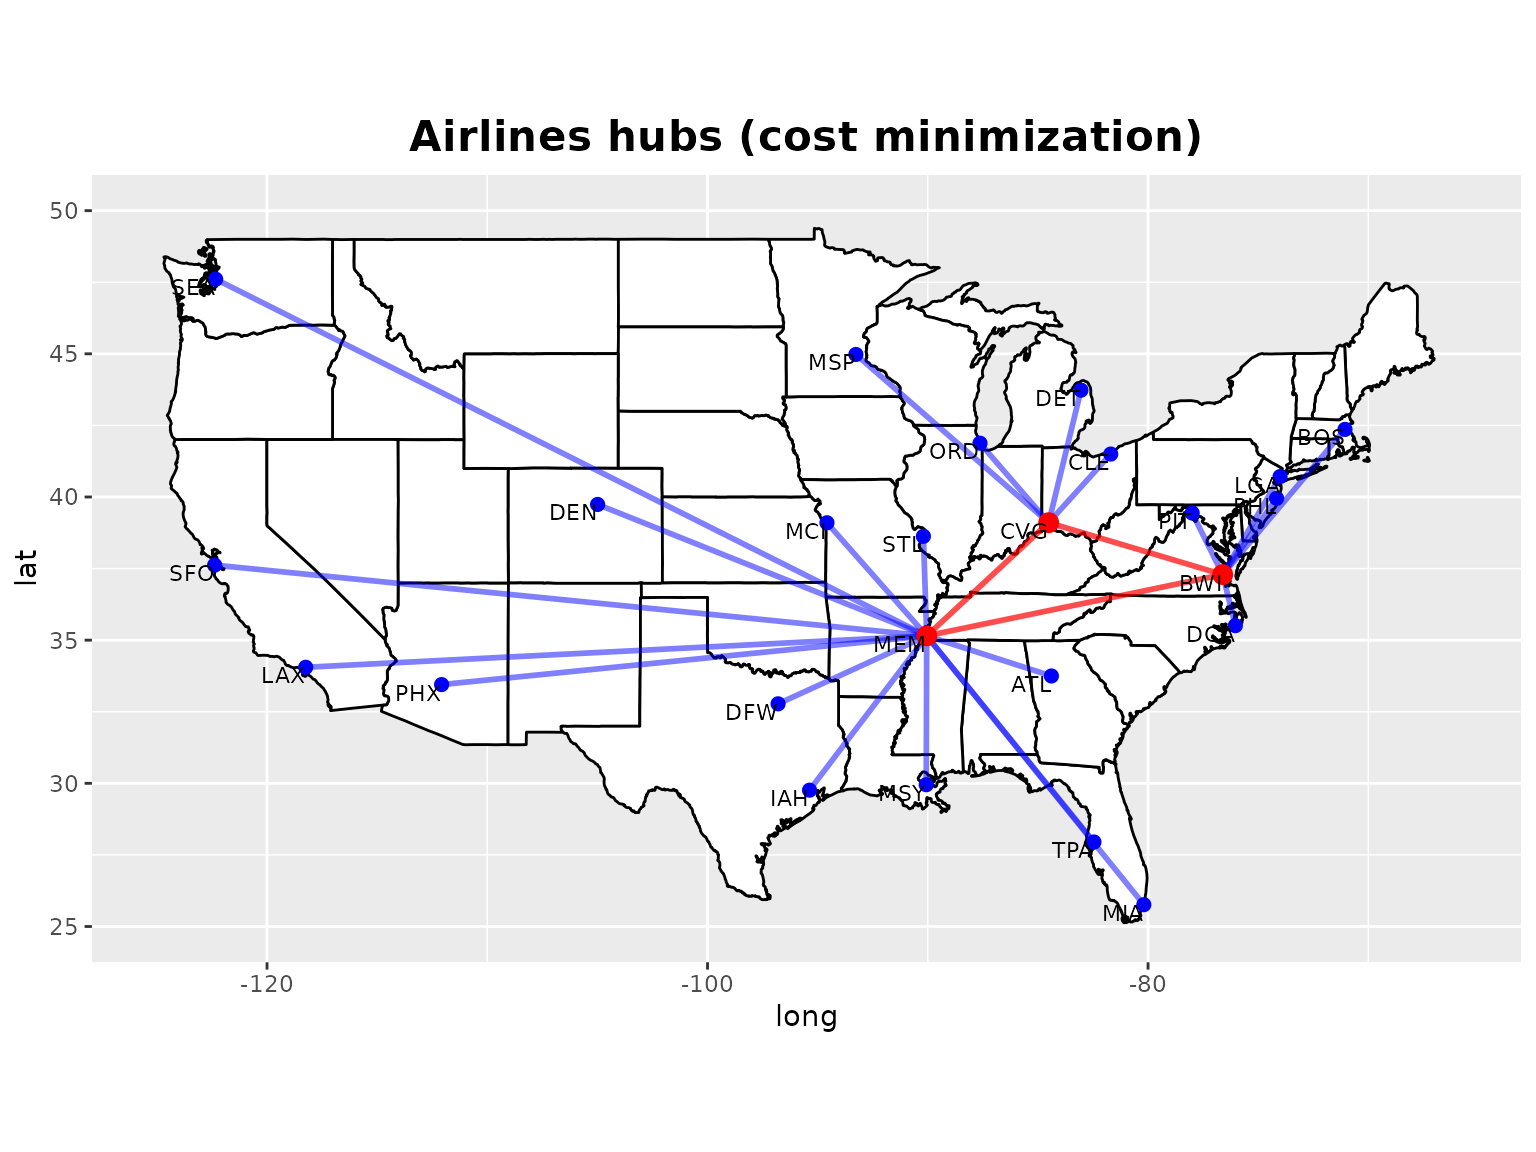 Airlines hubs (cost minimization)
50
45
40
35
30
25
lat
SEA
MSP
DET
BOS
ORD
CLE
LGA
PHL
DEN
PIT
MCI
STL
CVG
SFO
BWI
DCA
MEM
LAX
PHX
ATL
DFW
IAH
MSY
TPA
MIA
-120
-100
-80
long